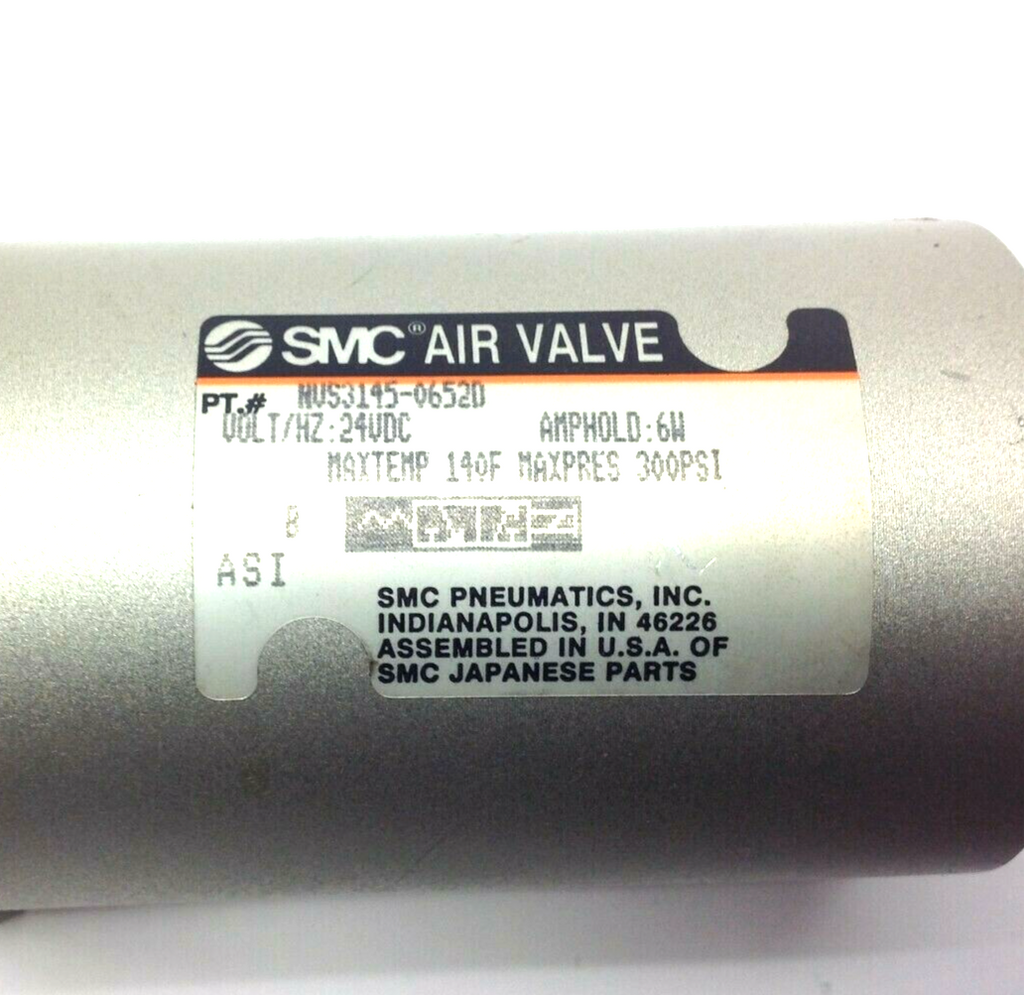 SMC® AIR VALVE
PT.# NVS3145-0652D
VOLT/HZ:24VDC AMPHOLD:6W
MAXTEMP 140F MAXPRES 300PSI
B
ASI
SMC PNEUMATICS, INC.
INDIANAPOLIS, IN 46226
ASSEMBLED IN U.S.A. OF
SMC JAPANESE PARTS